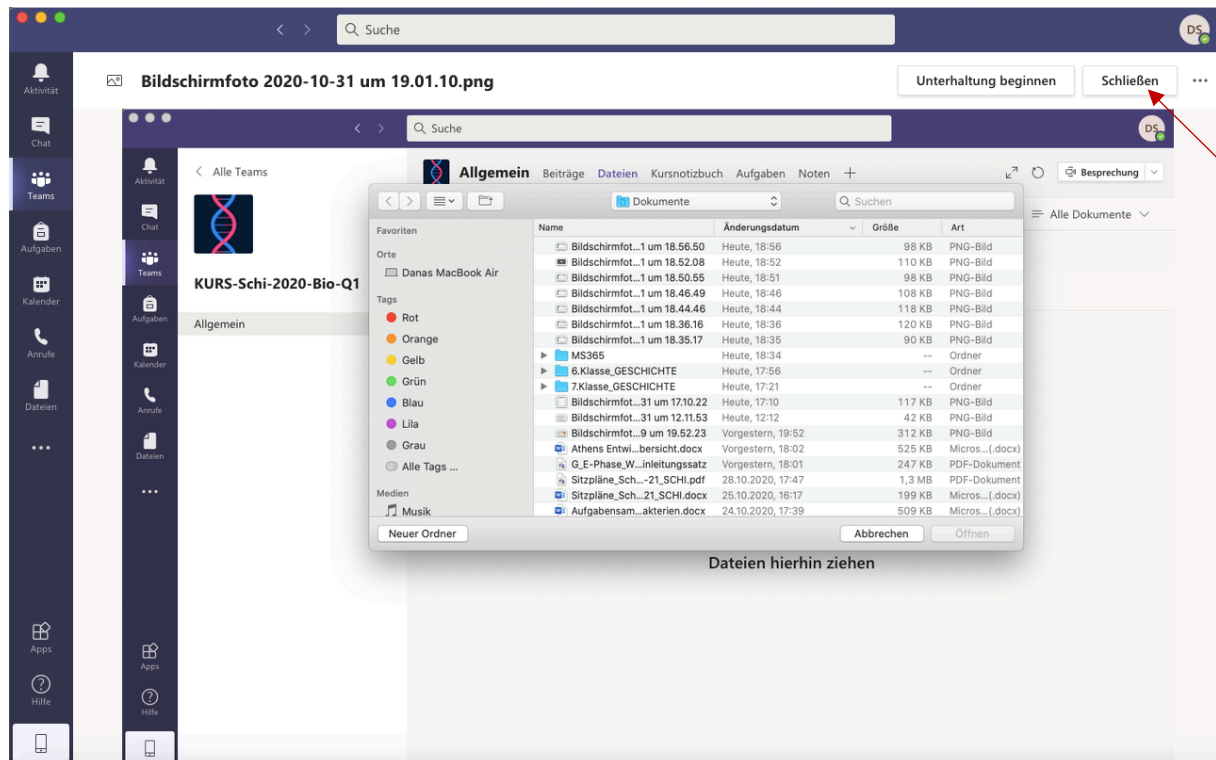 Suche
DS
Aktivität
Chat
Teams
Aufgaben
Kalender
Anrufe
Dateien
Apps
Hilfe
Bildschirmfoto 2020-10-31 um 19.01.10.png
Unterhaltung beginnen
Schließen
Suche
DS
Aktivität
Chat
Teams
Aufgaben
Kalender
Anrufe
Dateien
Apps
Hilfe
Alle Teams
KURS-Schi-2020-Bio-Q1
Allgemein
Allgemein Beiträge Dateien Kursnotizbuch Aufgaben Noten
Besprechung
Alle Dokumente
Dokumente
Suchen
Favoriten
Orte
Danas MacBook Air
Tags
Rot
Orange
Gelb
Grün
Blau
Lila
Grau
Alle Tags ...
Medien
Musik
Name Änderungsdatum Größe Art
Bildschirmfot...1 um 18.56.50 Heute, 18:56 98 KB PNG-Bild
Bildschirmfot...1 um 18.52.08 Heute, 18:52 110 KB PNG-Bild
Bildschirmfot...1 um 18.50.55 Heute, 18:51 98 KB PNG-Bild
Bildschirmfot...1 um 18.46.49 Heute, 18:46 108 KB PNG-Bild
Bildschirmfot...1 um 18.44.46 Heute, 18:44 118 KB PNG-Bild
Bildschirmfot...1 um 18.36.16 Heute, 18:36 120 KB PNG-Bild
Bildschirmfot...1 um 18.35.17 Heute, 18:35 90 KB PNG-Bild
MS365 Heute, 18:34 -- Ordner
6.Klasse_GESCHICHTE Heute, 17:56 -- Ordner
7.Klasse_GESCHICHTE Heute, 17:21 -- Ordner
Bildschirmfot...31 um 17.10.22 Heute, 17:10 117 KB PNG-Bild
Bildschirmfot...31 um 12.11.53 Heute, 12:12 42 KB PNG-Bild
Bildschirmfot...9 um 19.52.23 Vorgestern, 19:52 312 KB PNG-Bild
Athens Entwi...bersicht.docx Vorgestern, 18:02 525 KB Micros...(.docx)
G_E-Phase_W...inleitungssatz Vorgestern, 18:01 247 KB PDF-Dokument
Sitzpläne_Sch...-21_SCHI.pdf 28.10.2020, 17:47 1,3 MB PDF-Dokument
Sitzpläne_Sch...21_SCHI.docx 25.10.2020, 16:17 199 KB Micros...(.docx)
Aufgabensam...akterien.docx 24.10.2020, 17:39 509 KB Micros...(.docx)
Neuer Ordner
Abbrechen
Öffnen
Dateien hierhin ziehen